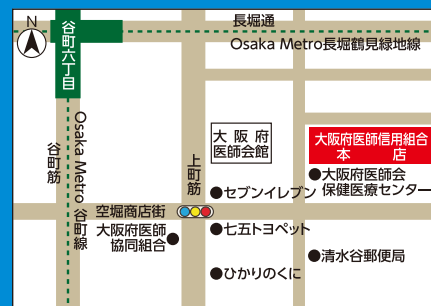 N
長堀通
谷町六丁目
Osaka Metro長堀鶴見緑地線
大阪府
医師会館
大阪府医師信用組合
本店
谷町筋
Osaka Metro 谷町線
上町筋
大阪府医師会
保健医療センター
セブンイレブン
空堀商店街
大阪府医師
協同組合
七五トヨペット
清水谷郵便局
ひかりのくに